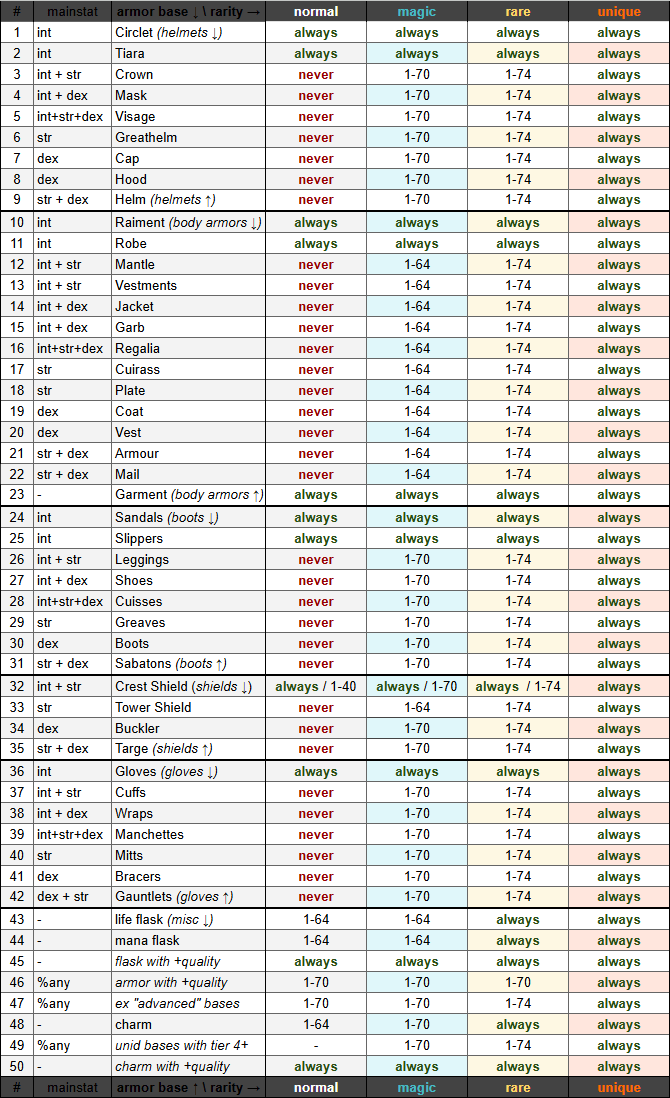 # mainstat armor base ↓ \ rarity → normal magic rare unique
1 int Circlet (helmets ↓) always always always always
2 int Tiara always always always always
3 int + str Crown never 1-70 1-74 always
4 int + dex Mask never 1-70 1-74 always
5 int+str+dex Visage never 1-70 1-74 always
6 str Greathelm never 1-70 1-74 always
7 dex Cap never 1-70 1-74 always
8 dex Hood never 1-70 1-74 always
9 str + dex Helm (helmets ↑) never 1-70 1-74 always
10 int Raiment (body armors ↓) always always always always
11 int Robe always always always always
12 int + str Mantle never 1-64 1-74 always
13 int + str Vestments never 1-64 1-74 always
14 int + dex Jacket never 1-64 1-74 always
15 int + dex Garb never 1-64 1-74 always
16 int+str+dex Regalia never 1-64 1-74 always
17 str Cuirass never 1-64 1-74 always
18 str Plate never 1-64 1-74 always
19 dex Coat never 1-64 1-74 always
20 dex Vest never 1-64 1-74 always
21 str + dex Armour never 1-64 1-74 always
22 str + dex Mail never 1-64 1-74 always
23 - Garment (body armors ↑) always always always always
24 int Sandals (boots ↓) always always always always
25 int Slippers always always always always
26 int + str Leggings never 1-70 1-74 always
27 int + dex Shoes never 1-70 1-74 always
28 int+str+dex Cuisses never 1-70 1-74 always
29 str Greaves never 1-70 1-74 always
30 dex Boots never 1-70 1-74 always
31 str + dex Sabatons (boots ↑) never 1-70 1-74 always
32 int + str Crest Shield (shields ↓) always / 1-40 always / 1-70 always / 1-74 always
33 str Tower Shield never 1-64 1-74 always
34 dex Buckler never 1-70 1-74 always
35 str + dex Targe (shields ↑) never 1-70 1-74 always
36 int Gloves (gloves ↓) always always always always
37 int + str Cuffs never 1-70 1-74 always
38 int + dex Wraps never 1-70 1-74 always
39 int+str+dex Manchettes never 1-70 1-74 always
40 str Mitts never 1-70 1-74 always
41 dex Bracers never 1-70 1-74 always
42 dex + str Gauntlets (gloves ↑) never 1-70 1-74 always
43 - life flask (misc ↓) 1-64 1-64 always always
44 - mana flask 1-64 1-64 always always
45 - flask with +quality always always always always
46 %any armor with +quality 1-70 1-70 1-70 always
47 %any ex "advanced" bases 1-70 1-70 1-74 always
48 - charm 1-64 1-70 always always
49 %any unid bases with tier 4+ - 1-70 1-74 always
50 - charm with +quality always always always always
# mainstat armor base ↑ \ rarity → normal magic rare unique